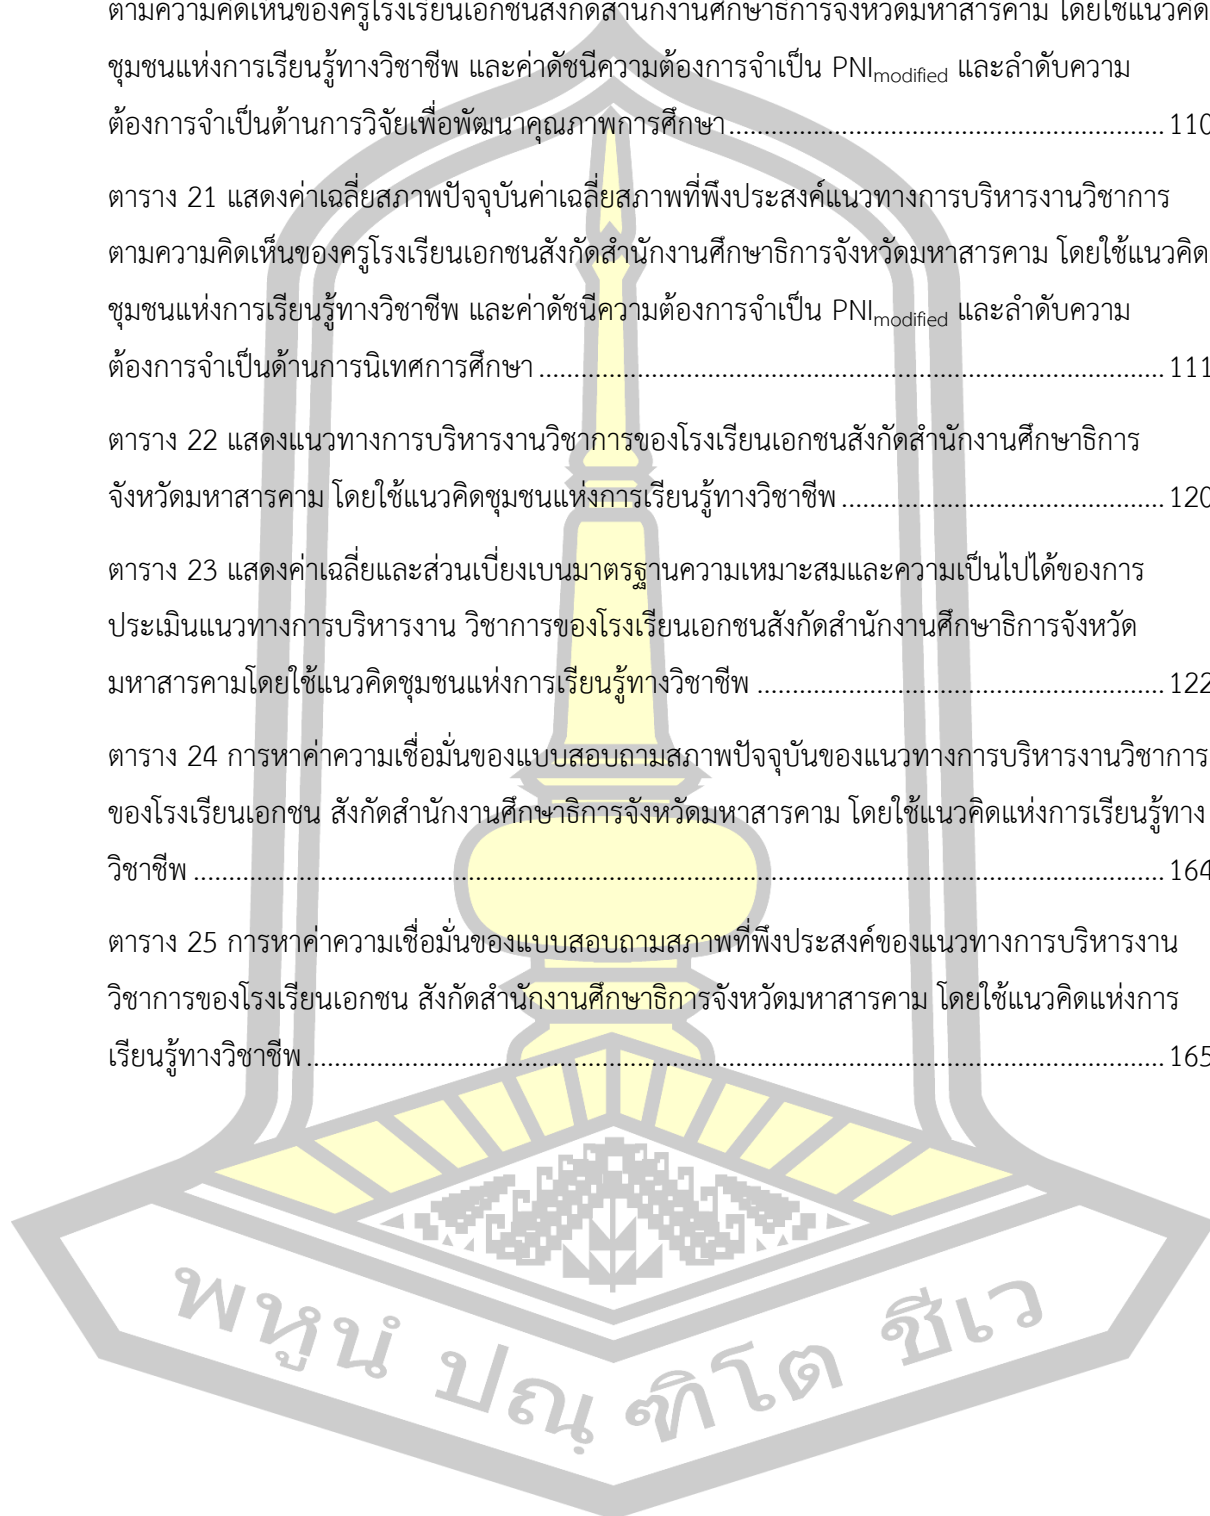 ตามความคิดเห็นของครูโรงเรียนเอกชนสังกัดสำนักงานศึกษาธิการจังหวัดมหาสารคาม โดยใช้แนวคิด
ชุมชนแห่งการเรียนรู้ทางวิชาชีพ และค่าดัชนีความต้องการจำเป็น PNImodified และลำดับความ
ต้องการจำเป็นด้านการวิจัยเพื่อพัฒนาคุณภาพการศึกษา ........................................................ 110
ตาราง 21 แสดงค่าเฉลี่ยสภาพปัจจุบันค่าเฉลี่ยสภาพที่พึงประสงค์แนวทางการบริหารงานวิชาการ
ตามความคิดเห็นของครูโรงเรียนเอกชนสังกัดสำนักงานศึกษาธิการจังหวัดมหาสารคาม โดยใช้แนวคิด
ชุมชนแห่งการเรียนรู้ทางวิชาชีพ และค่าดัชนีความต้องการจำเป็น PNImodified และลำดับความ
ต้องการจำเป็นด้านการนิเทศการศึกษา ........................................................ 111
ตาราง 22 แสดงแนวทางการบริหารงานวิชาการของโรงเรียนเอกชนสังกัดสำนักงานศึกษาธิการ
จังหวัดมหาสารคาม โดยใช้แนวคิดชุมชนแห่งการเรียนรู้ทางวิชาชีพ ........................................ 120
ตาราง 23 แสดงค่าเฉลี่ยและส่วนเบี่ยงเบนมาตรฐานความเหมาะสมและความเป็นไปได้ของการ
ประเมินแนวทางการบริหารงาน วิชาการของโรงเรียนเอกชนสังกัดสำนักงานศึกษาธิการจังหวัด
มหาสารคามโดยใช้แนวคิดชุมชนแห่งการเรียนรู้ทางวิชาชีพ ........................................ 122
ตาราง 24 การหาค่าความเชื่อมั่นของแบบสอบถามสภาพปัจจุบันของแนวทางการบริหารงานวิชาการ
ของโรงเรียนเอกชน สังกัดสำนักงานศึกษาธิการจังหวัดมหาสารคาม โดยใช้แนวคิดแห่งการเรียนรู้ทาง
วิชาชีพ ........................................................ 164
ตาราง 25 การหาค่าความเชื่อมั่นของแบบสอบถามสภาพที่พึงประสงค์ของแนวทางการบริหารงาน
วิชาการของโรงเรียนเอกชน สังกัดสำนักงานศึกษาธิการจังหวัดมหาสารคาม โดยใช้แนวคิดแห่งการ
เรียนรู้ทางวิชาชีพ ........................................................ 165
พหูนํ ปณฺฑิโต ชีเว